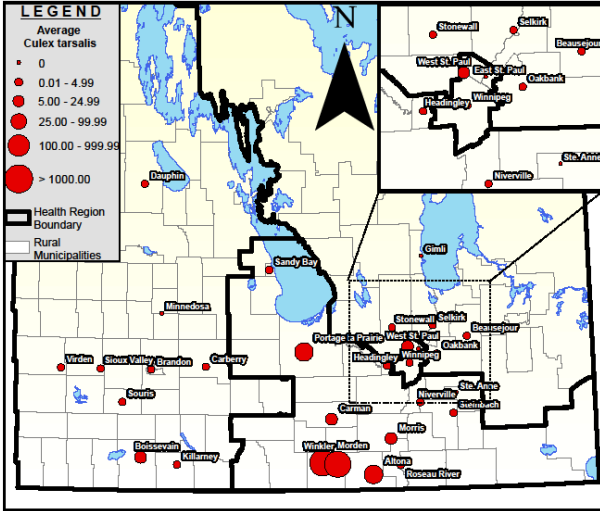 LEGEND
Average
Culex tarsalis
0
0.01 - 4.99
5.00 - 24.99
25.00 - 99.99
100.00 - 999.99
> 1000.00
Health Region
Boundary
Rural
Municipalities
N
Stonewall
Selkirk
Beausejour
West St. Paul
East St. Paul
Oakbank
Headingley
Winnipeg
Ste. Anne
Niverville
Dauphin
Gimli
Sandy Bay
Minnedosa
Stonewall
Selkirk
Beausejour
Portage la Prairie
West St. Paul
Oakbank
Headingley
Winnipeg
Virden
Sioux Valley
Brandon
Carberry
Ste. Anne
Souris
Niverville
Steinbach
Carman
Morris
Boissevain
Killarney
Winkler
Morden
Altona
Roseau River